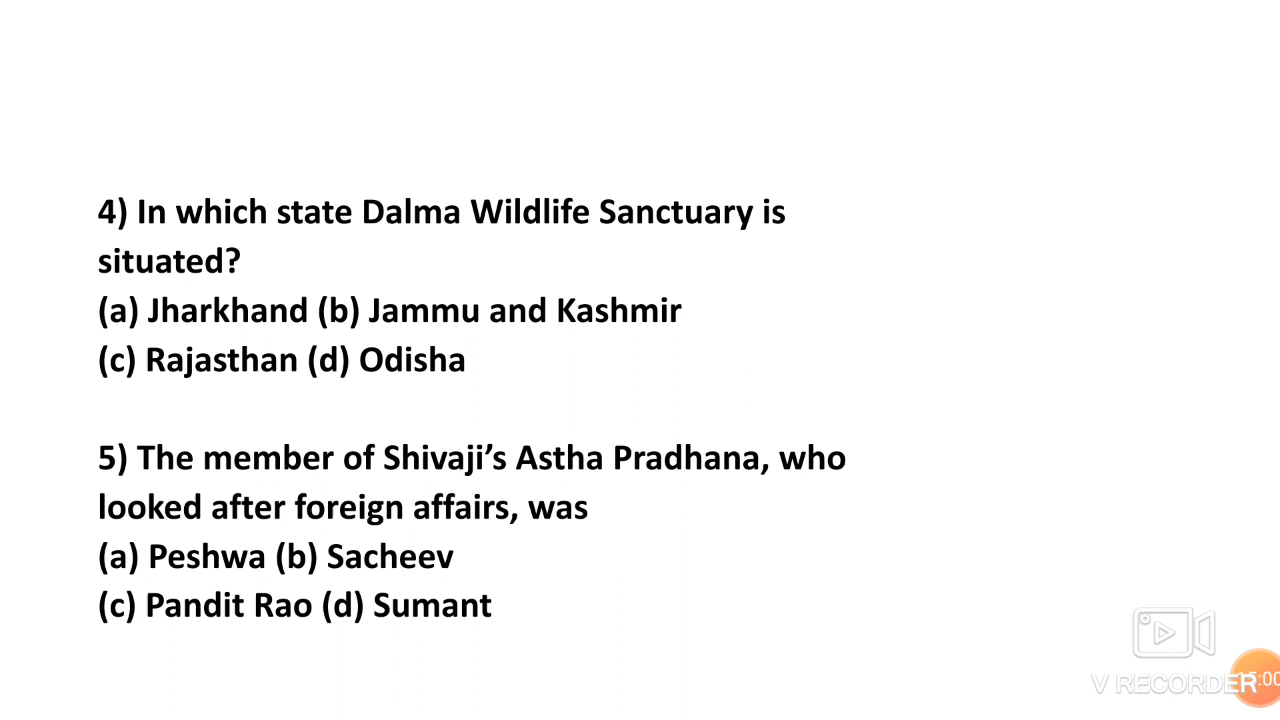 4) In which state Dalma Wildlife Sanctuary is
situated?
(a) Jharkhand (b) Jammu and Kashmir
(c) Rajasthan (d) Odisha
5) The member of Shivaji’s Astha Pradhana, who
looked after foreign affairs, was
(a) Peshwa (b) Sacheev
(c) Pandit Rao (d) Sumant
V RECORDER